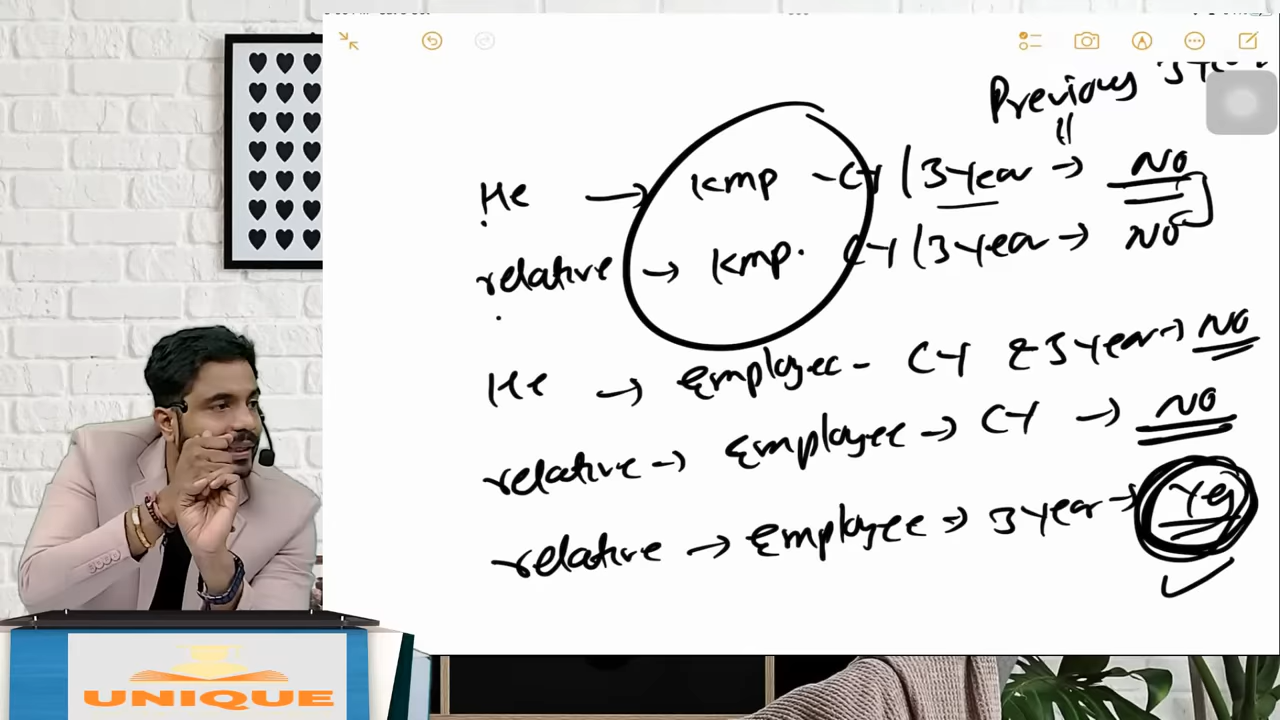 Previous 3 Year
He → KMP - CY / 3 Year → NO
relative → KMP. CY / 3 Year → NO
He → Employee - CY & 3 Year → NO
relative → Employee → CY → NO
relative → Employee → 3 Year → Yes
UNIQUE